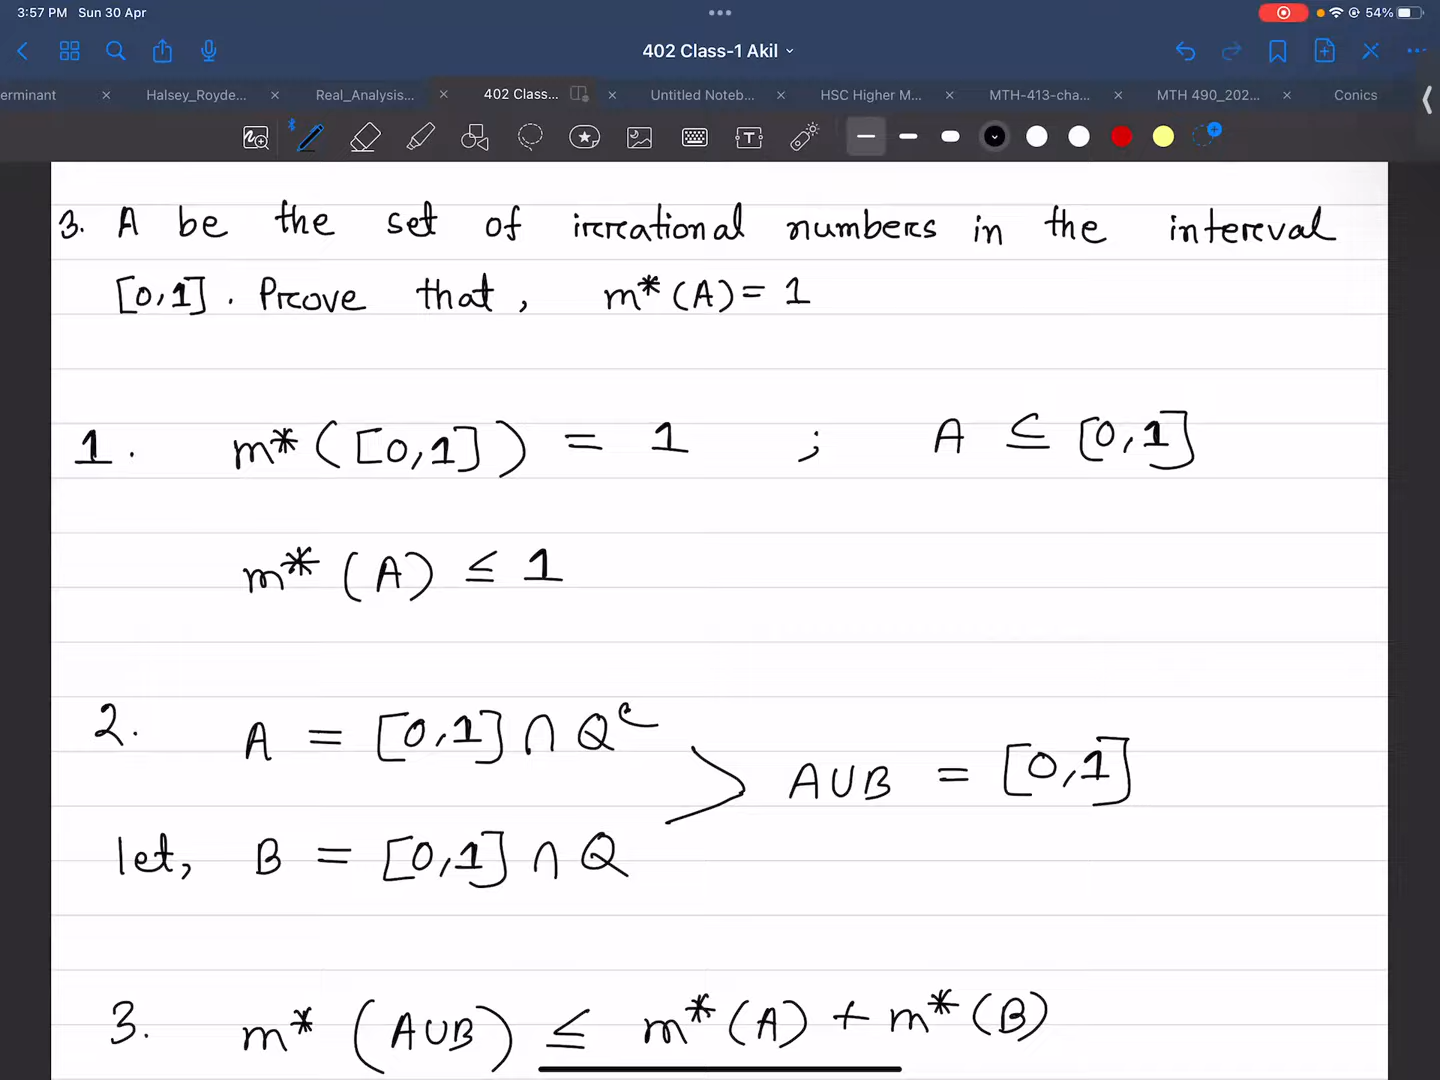 3:57 PM Sun 30 Apr
54%
402 Class-1 Akil
erminant
Halsey_Royde...
Real_Analysis...
402 Class...
Untitled Noteb...
HSC Higher M...
MTH-413-cha...
MTH 490_202...
Conics
3. A be the set of irrational numbers in the interval
[0,1]. Prove that, m*(A) = 1
1. m*([0,1]) = 1 ; A ⊆ [0,1]
m*(A) ≤ 1
2. A = [0,1] ∩ Qᶜ
A∪B = [0,1]
let, B = [0,1] ∩ Q
3. m*(A∪B) ≤ m*(A) + m*(B)